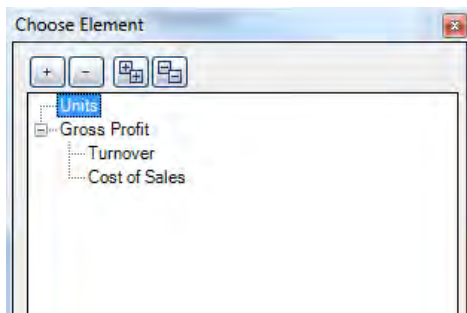 Choose Element
Units
Gross Profit
Turnover
Cost of Sales